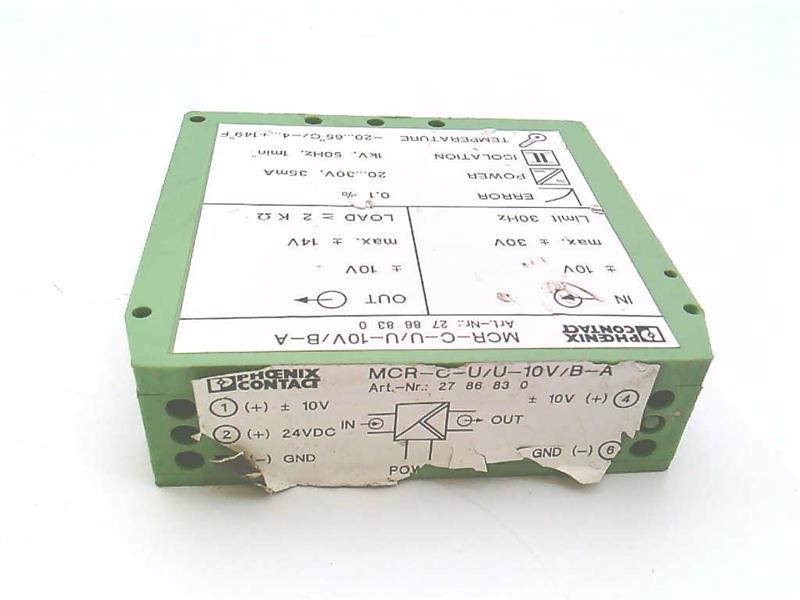 PHŒNIX CONTACT
MCR-C-U/U-10V/B-A
Art.-Nr.: 27 86 83 0
IN
OUT
± 10V
± 10V
max. ± 30V
max. ± 14V
Limit 30Hz
LOAD ≥ 2 KΩ
ERROR
0.1 %
POWER
20...30V, 35mA
ISOLATION
1kV, 50Hz, 1min
TEMPERATURE
-20...65°C/-4...+149°F
PHŒNIX CONTACT
MCR-C-U/U-10V/B-A
Art.-Nr.: 27 86 83 0
1 (+) ± 10V
± 10V (+) 4
IN
OUT
2 (+) 24VDC
(-) GND
GND (-) 6